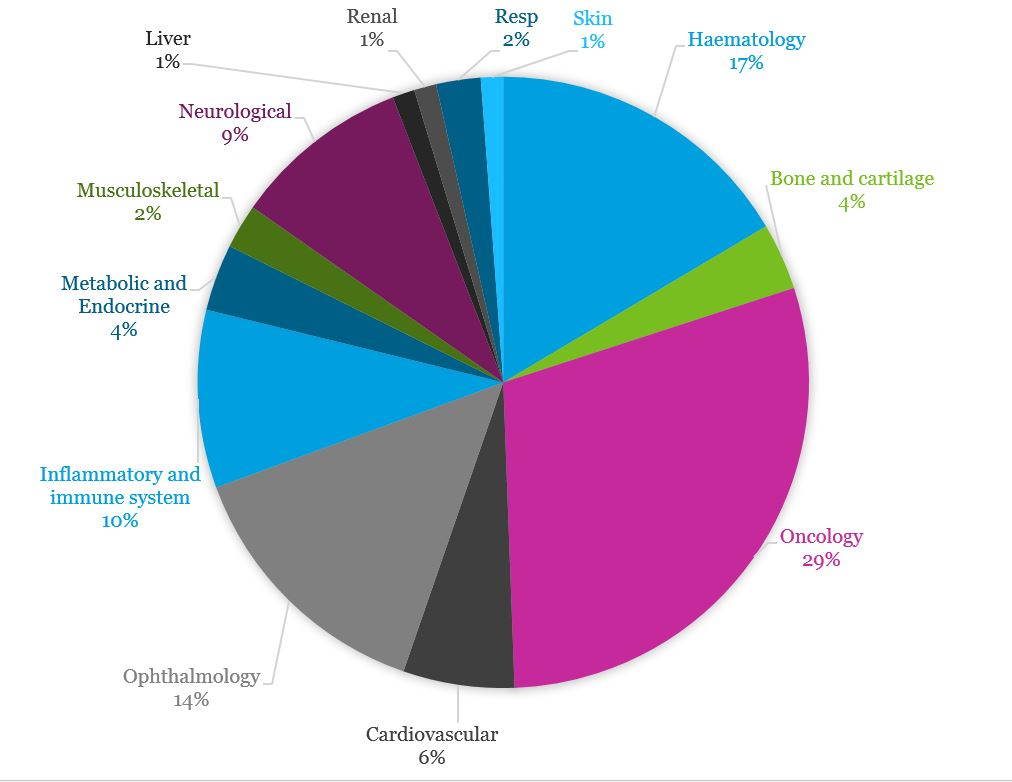 Renal
1%
Resp
2%
Skin
1%
Liver
1%
Haematology
17%
Neurological
9%
Bone and cartilage
4%
Musculoskeletal
2%
Metabolic and
Endocrine
4%
Inflammatory and
immune system
10%
Oncology
29%
Ophthalmology
14%
Cardiovascular
6%